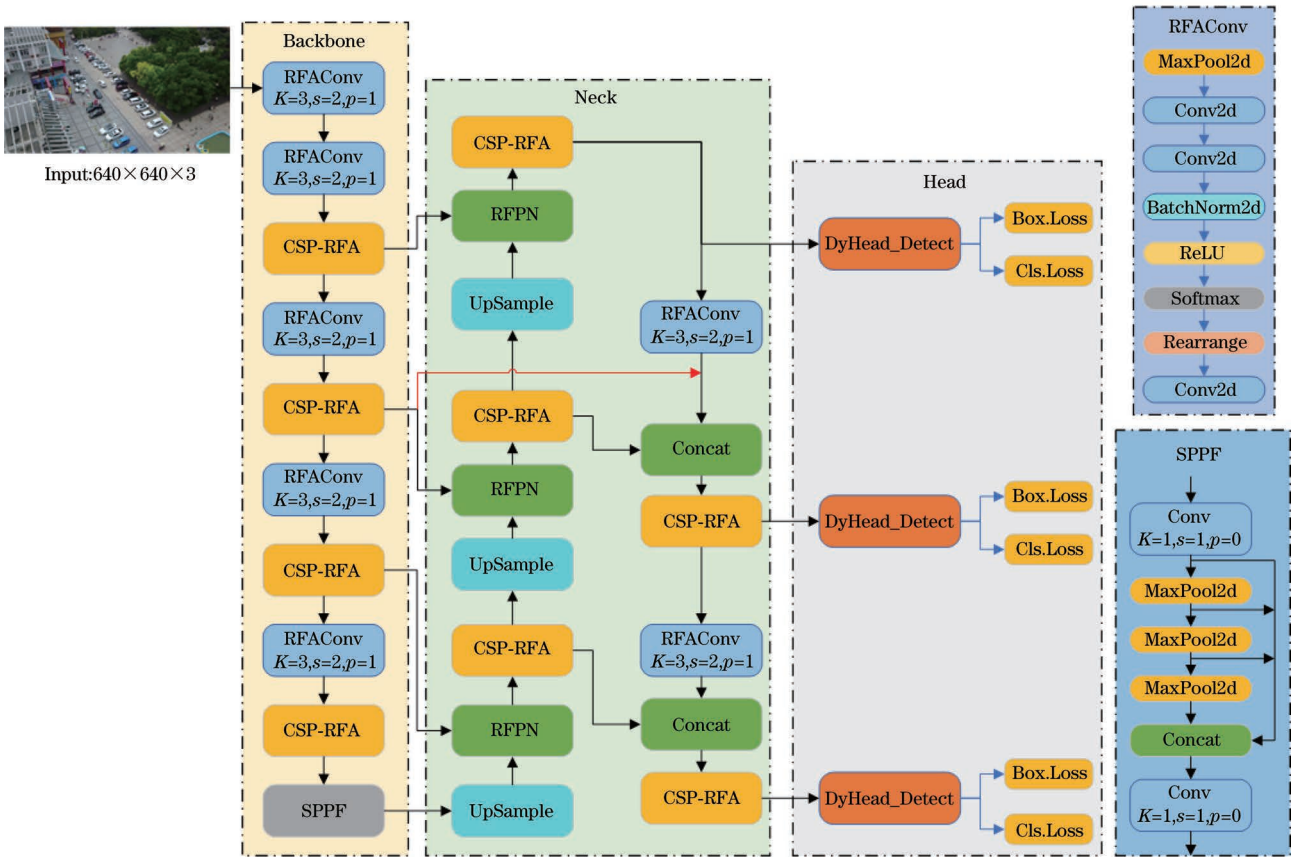 Input:640×640×3
Backbone
RFAConv
K=3,s=2,p=1
RFAConv
K=3,s=2,p=1
CSP-RFA
RFAConv
K=3,s=2,p=1
CSP-RFA
RFAConv
K=3,s=2,p=1
CSP-RFA
RFAConv
K=3,s=2,p=1
CSP-RFA
SPPF
Neck
CSP-RFA
RFPN
UpSample
CSP-RFA
RFPN
UpSample
CSP-RFA
RFPN
UpSample
RFAConv
K=3,s=2,p=1
Concat
CSP-RFA
RFAConv
K=3,s=2,p=1
Concat
CSP-RFA
Head
DyHead_Detect
Box.Loss
Cls.Loss
DyHead_Detect
Box.Loss
Cls.Loss
DyHead_Detect
Box.Loss
Cls.Loss
RFAConv
MaxPool2d
Conv2d
Conv2d
BatchNorm2d
ReLU
Softmax
Rearrange
Conv2d
SPPF
Conv
K=1,s=1,p=0
MaxPool2d
MaxPool2d
MaxPool2d
Concat
Conv
K=1,s=1,p=0